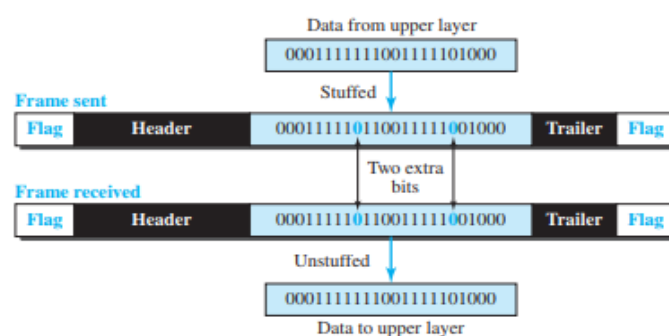 Data from upper layer
0001111111001111101000
Frame sent
Stuffed
Flag Header 000111110110011111001000 Trailer Flag
Two extra
bits
Frame received
Flag Header 000111110110011111001000 Trailer Flag
Unstuffed
0001111111001111101000
Data to upper layer